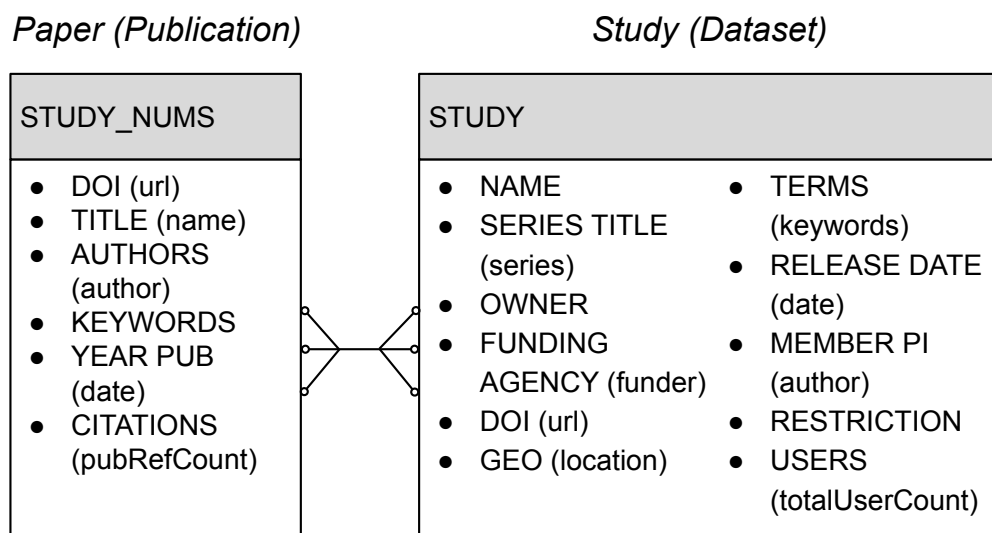 Paper (Publication)
Study (Dataset)
STUDY_NUMS
● DOI (url)
● TITLE (name)
● AUTHORS
(author)
● KEYWORDS
● YEAR PUB
(date)
● CITATIONS
(pubRefCount)
STUDY
● NAME
● SERIES TITLE
(series)
● OWNER
● FUNDING
AGENCY (funder)
● DOI (url)
● GEO (location)
● TERMS
(keywords)
● RELEASE DATE
(date)
● MEMBER PI
(author)
● RESTRICTION
● USERS
(totalUserCount)